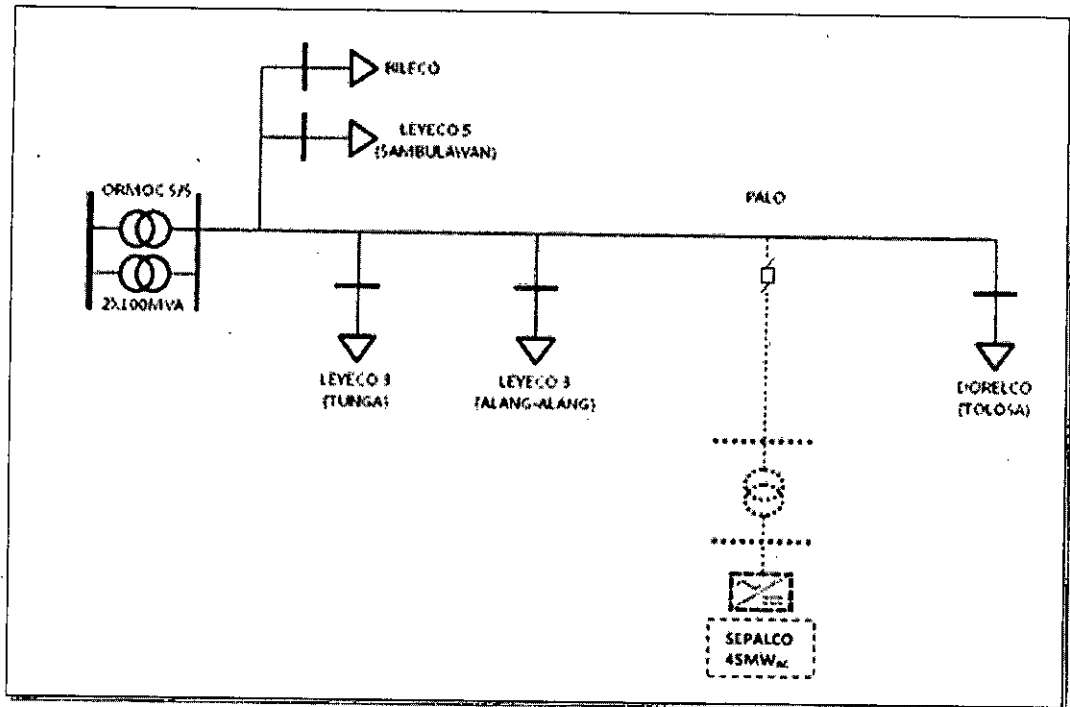 BILECO
LEYECO 5
(SAMBULAWAN)
ORMOC S/S
PALO
2X100MVA
LEYECO 3
(TUNGA)
LEYECO 3
(ALANG-ALANG)
DORELCO
(TOLOSA)
SEPALCO
45MWAC